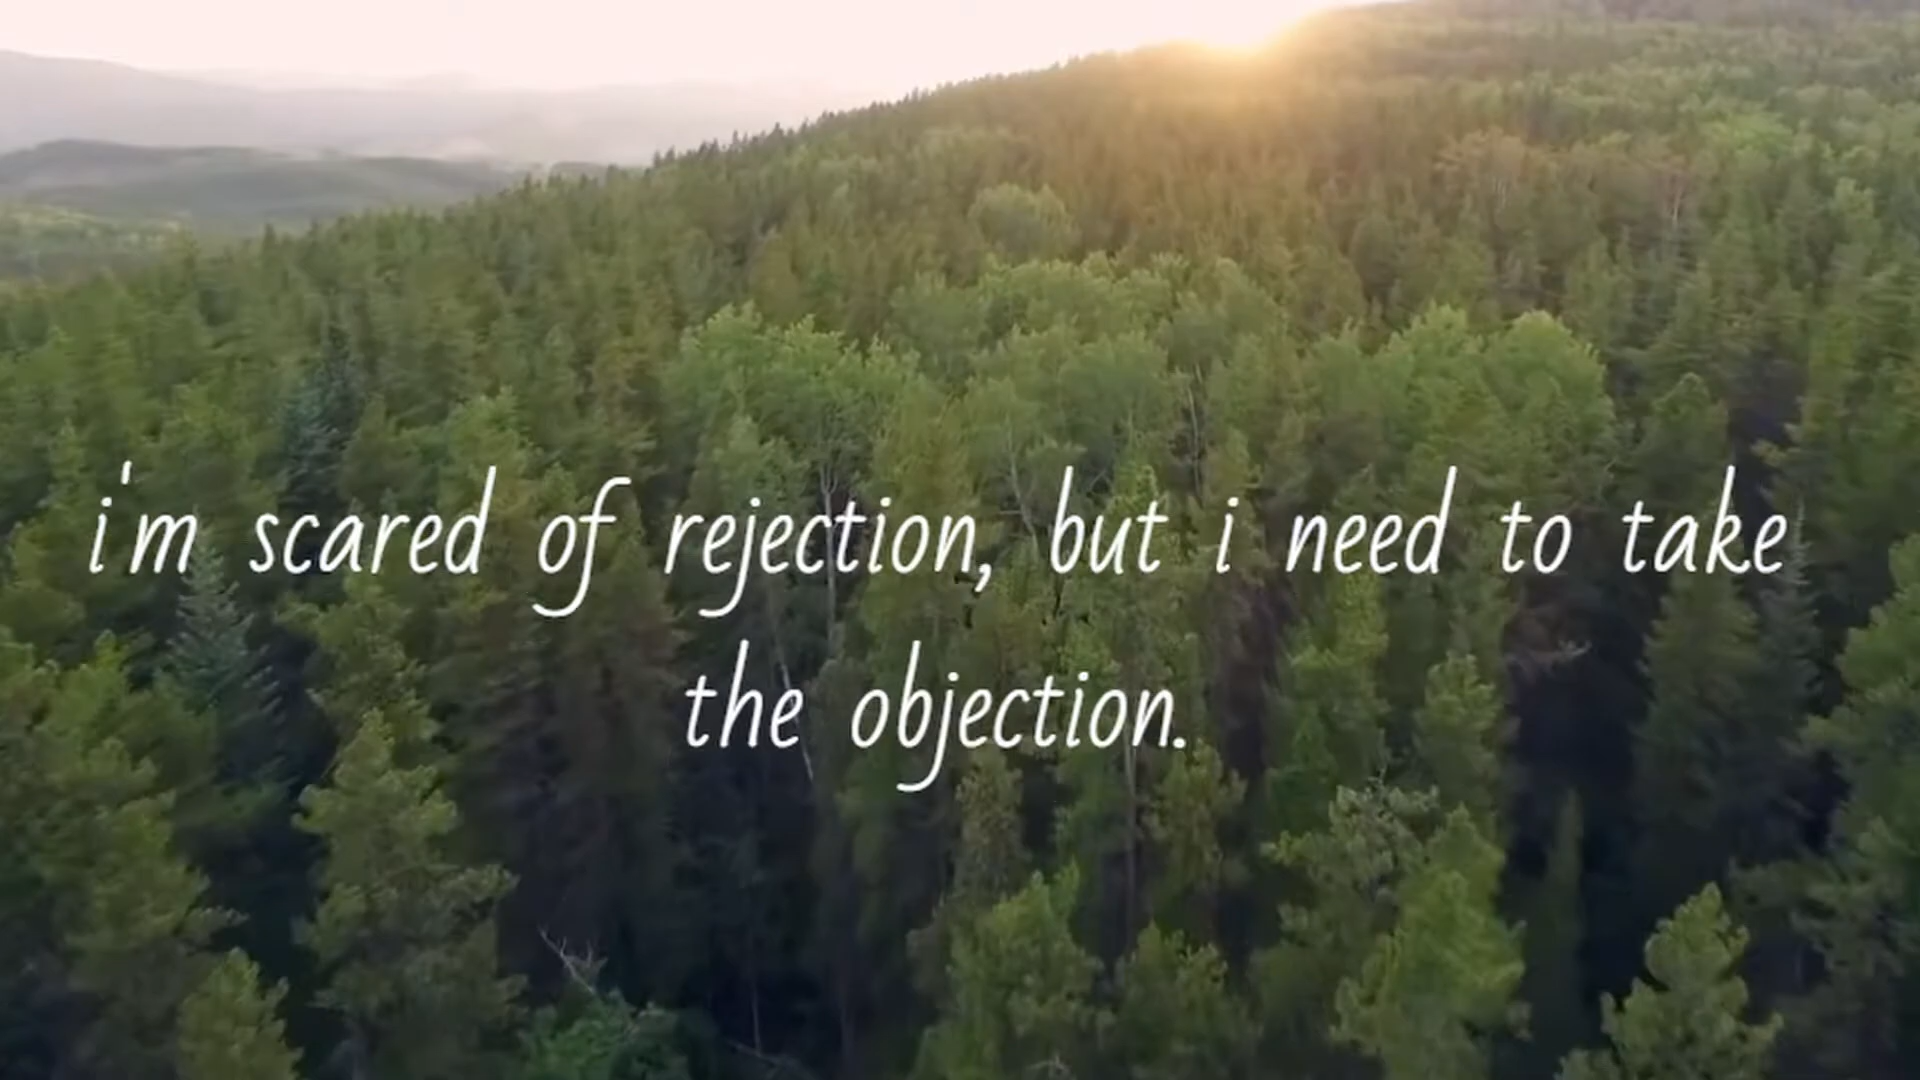 i'm scared of rejection, but i need to take
the objection.